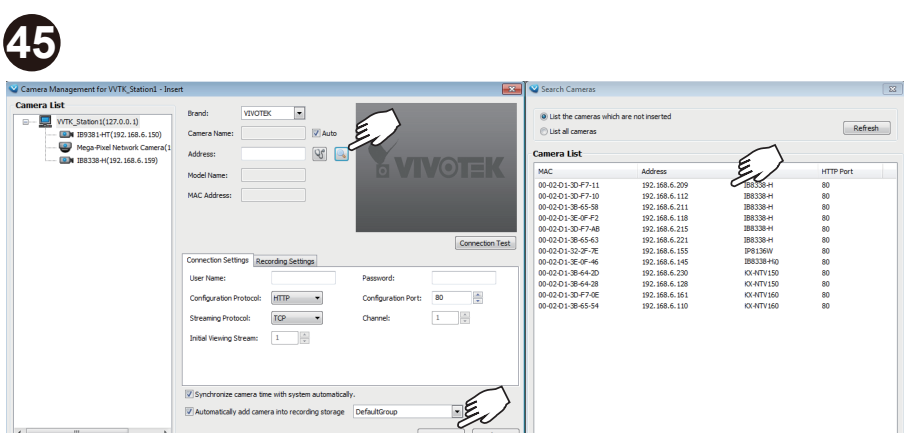 45
Camera Management for VVTK_Station1 - Insert
Camera List
VVTK_Station1(127.0.0.1)
IB9381-HT(192.168.6.150)
Mega-Pixel Network Camera(1
IB8338-H(192.168.6.159)
Brand: VIVOTEK
Camera Name: Auto
Address:
Model Name:
MAC Address:
VIVOTEK
Connection Test
Connection Settings Recording Settings
User Name: Password:
Configuration Protocol: HTTP Configuration Port: 80
Streaming Protocol: TCP Channel: 1
Initial Viewing Stream: 1
Synchronize camera time with system automatically.
Automatically add camera into recording storage DefaultGroup
Search Cameras
List the cameras which are not inserted
List all cameras
Refresh
Camera List
MAC Address HTTP Port
00-02-D1-3D-F7-11 192.168.6.209 IB8338-H 80
00-02-D1-3D-F7-10 192.168.6.112 IB8338-H 80
00-02-D1-3B-65-58 192.168.6.211 IB8338-H 80
00-02-D1-3E-0F-F2 192.168.6.118 IB8338-H 80
00-02-D1-3D-F7-AB 192.168.6.215 IB8338-H 80
00-02-D1-3B-65-63 192.168.6.221 IB8338-H 80
00-02-D1-32-2F-7E 192.168.6.155 IP8136W 80
00-02-D1-3E-0F-46 192.168.6.145 IB8338-HQ 80
00-02-D1-3B-64-2D 192.168.6.230 KX-NTV150 80
00-02-D1-3B-64-28 192.168.6.128 KX-NTV150 80
00-02-D1-3D-F7-0E 192.168.6.161 KX-NTV160 80
00-02-D1-3B-65-54 192.168.6.110 KX-NTV160 80